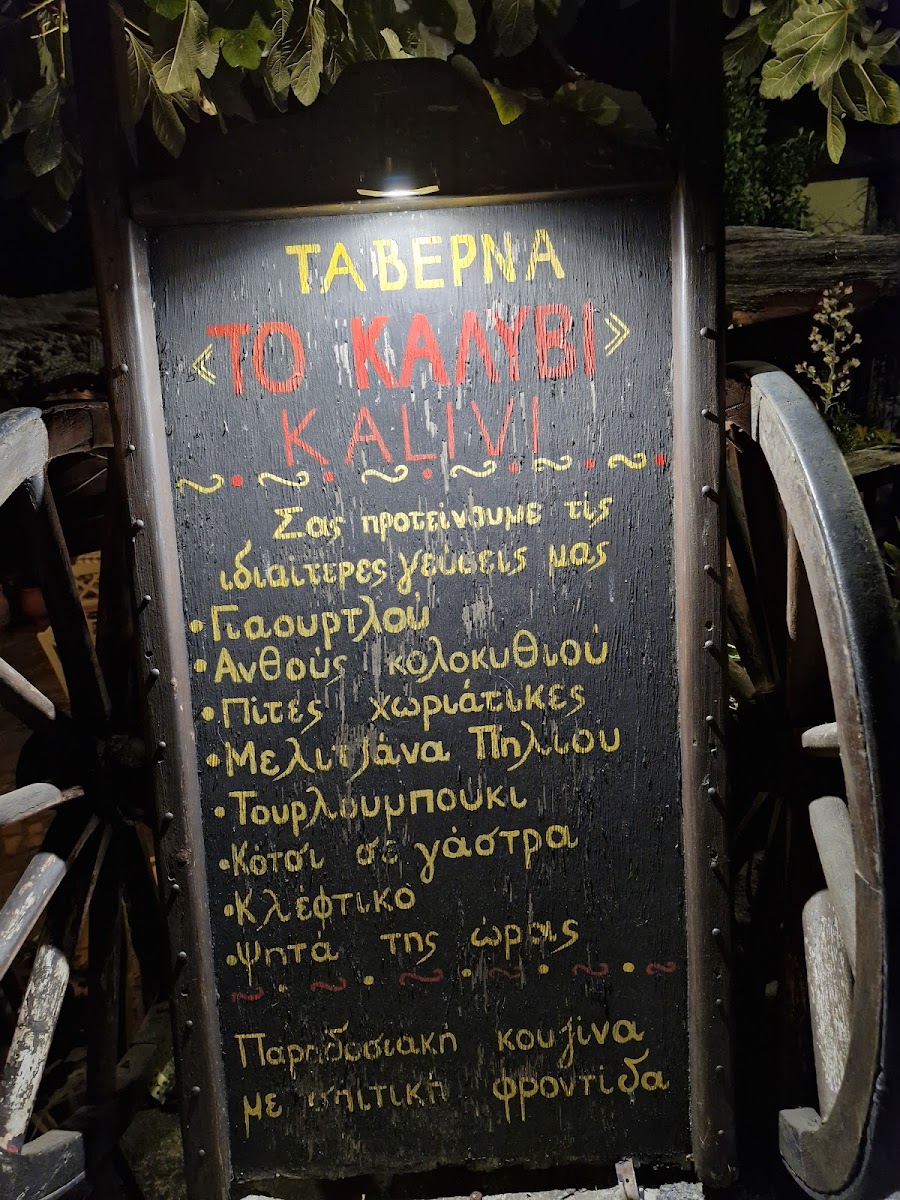 ΤΑΒΕΡΝΑ
«ΤΟ ΚΑΛΥΒΙ»
KALIVI
Σας προτείνουμε τις
ιδιαίτερες γεύσεις μας
•Γιαουρτλού
•Ανθούς κολοκυθιού
•Πίτες χωριάτικες
•Μελιτζάνα Πηλίου
•Τουρλουμπούκι
•Κότσι σε γάστρα
•Κλέφτικο
•Ψητά της ώρας
Παραδοσιακή κουζίνα
με σπιτική φροντίδα